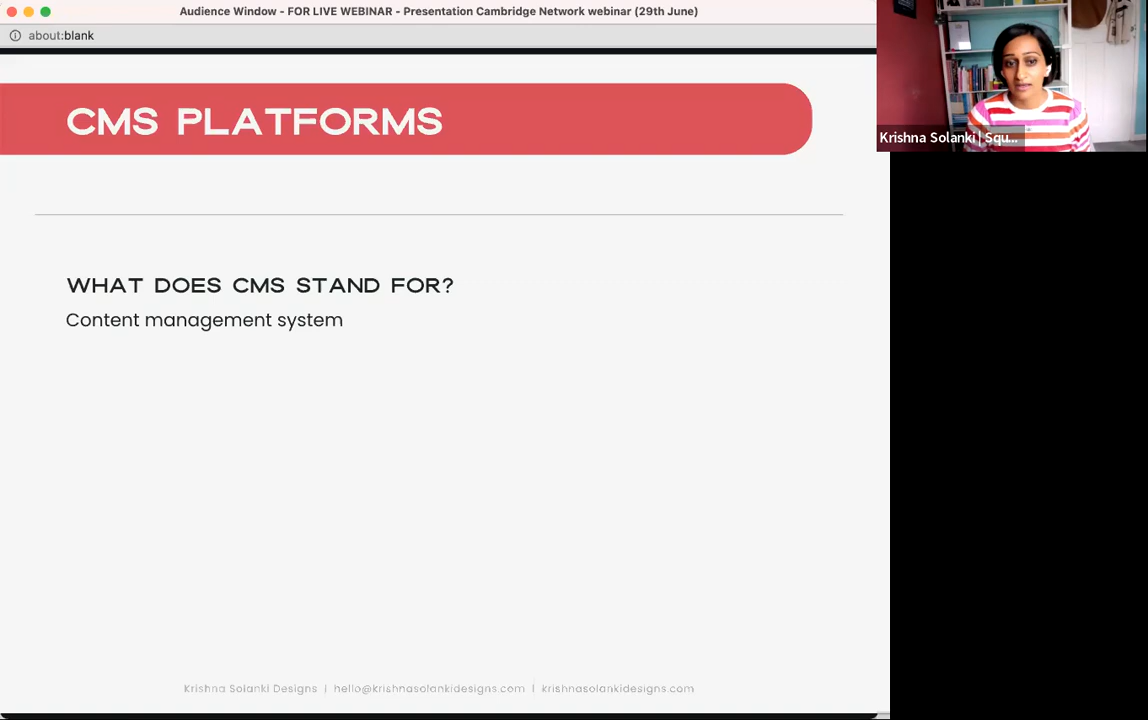 Audience Window - FOR LIVE WEBINAR - Presentation Cambridge Network webinar (29th June)
about:blank
Krishna Solanki | Squ...
CMS PLATFORMS
WHAT DOES CMS STAND FOR?
Content management system
Krishna Solanki Designs | hello@krishnasolankidesigns.com | krishnasolankidesigns.com